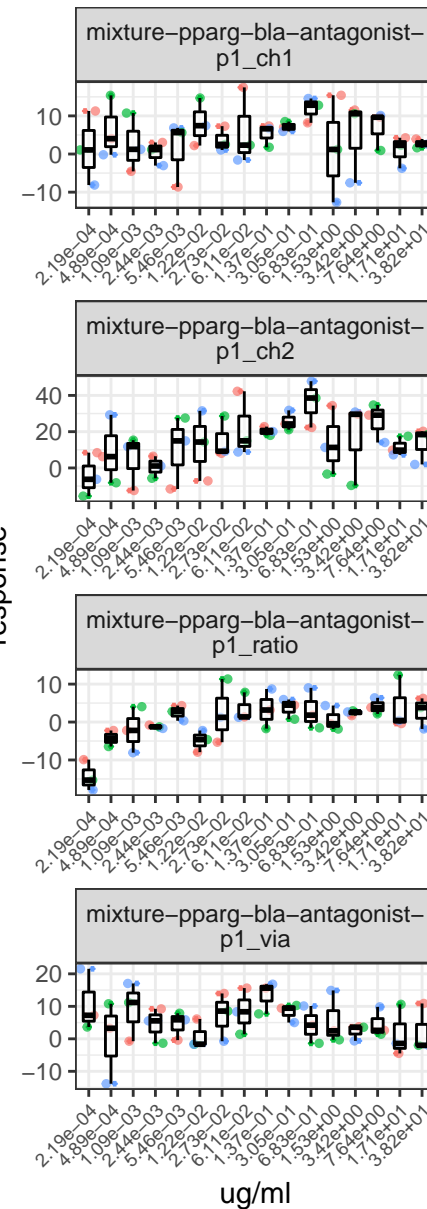 mixture−pparg−bla−antagonist−
p1_ch1
10
0
−10
2.19e−04
4.89e−04
1.09e−03
2.44e−03
5.46e−03
1.22e−02
2.73e−02
6.11e−02
1.37e−01
3.05e−01
6.83e−01
1.53e+00
3.42e+00
7.64e+00
1.71e+01
3.82e+01
mixture−pparg−bla−antagonist−
p1_ch2
40
20
0
2.19e−04
4.89e−04
1.09e−03
2.44e−03
5.46e−03
1.22e−02
2.73e−02
6.11e−02
1.37e−01
3.05e−01
6.83e−01
1.53e+00
3.42e+00
7.64e+00
1.71e+01
3.82e+01
response
mixture−pparg−bla−antagonist−
p1_ratio
10
0
−10
2.19e−04
4.89e−04
1.09e−03
2.44e−03
5.46e−03
1.22e−02
2.73e−02
6.11e−02
1.37e−01
3.05e−01
6.83e−01
1.53e+00
3.42e+00
7.64e+00
1.71e+01
3.82e+01
mixture−pparg−bla−antagonist−
p1_via
20
10
0
−10
2.19e−04
4.89e−04
1.09e−03
2.44e−03
5.46e−03
1.22e−02
2.73e−02
6.11e−02
1.37e−01
3.05e−01
6.83e−01
1.53e+00
3.42e+00
7.64e+00
1.71e+01
3.82e+01
ug/ml